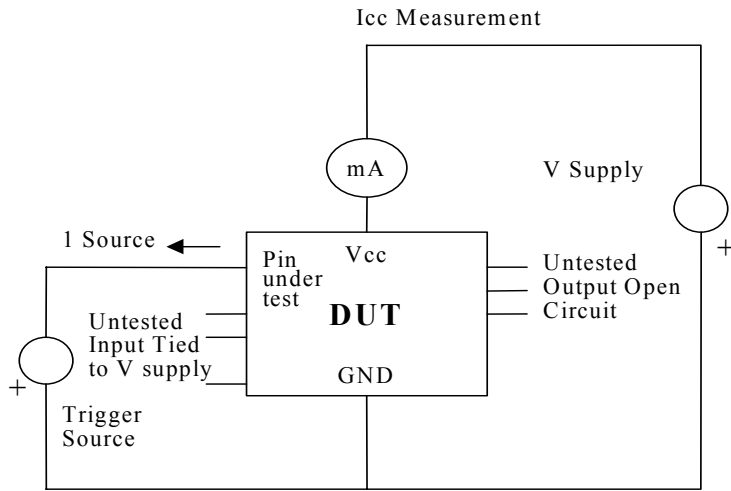 Icc Measurement
mA
V Supply
+
1 Source
Vcc
Pin
under
test
DUT
GND
Untested
Output Open
Circuit
Untested
Input Tied
to V supply
+
Trigger
Source